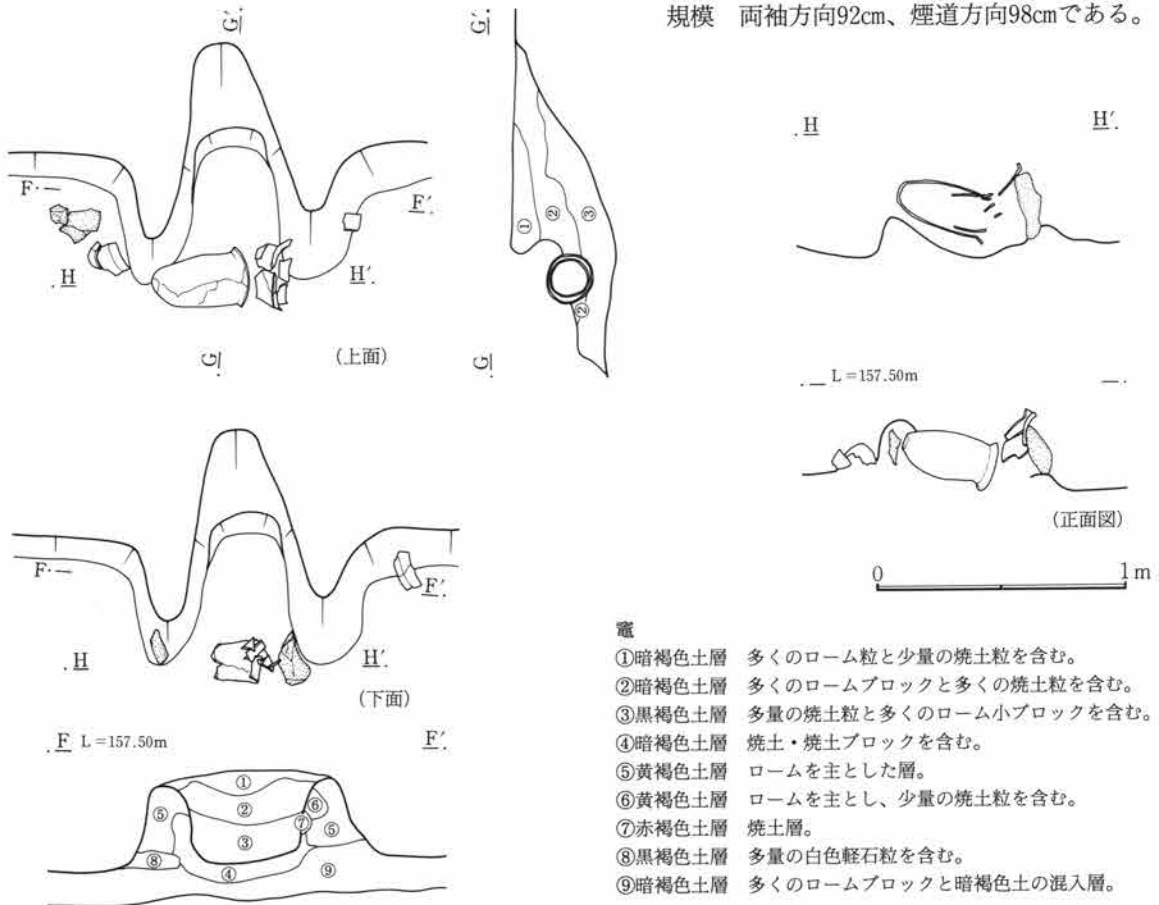 規模　両袖方向92cm、煙道方向98cmである。
G′.
G′.
. H
H′.
F.
F′.
①
②
③
. H
H′.
②
. G
(上面)
. G
L＝157.50m
(正面図)
F.
F′.
. H
H′.
(下面)
0
1m
. F L＝157.50m
F′.
①
②
③
④
⑤
⑥
⑦
⑤
⑧
⑨
竈
①暗褐色土層　多くのローム粒と少量の焼土粒を含む。
②暗褐色土層　多くのロームブロックと多くの焼土粒を含む。
③黒褐色土層　多量の焼土粒と多くのローム小ブロックを含む。
④暗褐色土層　焼土・焼土ブロックを含む。
⑤黄褐色土層　ロームを主とした層。
⑥黄褐色土層　ロームを主とし、少量の焼土粒を含む。
⑦赤褐色土層　焼土層。
⑧黒褐色土層　多量の白色軽石粒を含む。
⑨暗褐色土層　多くのロームブロックと暗褐色土の混入層。